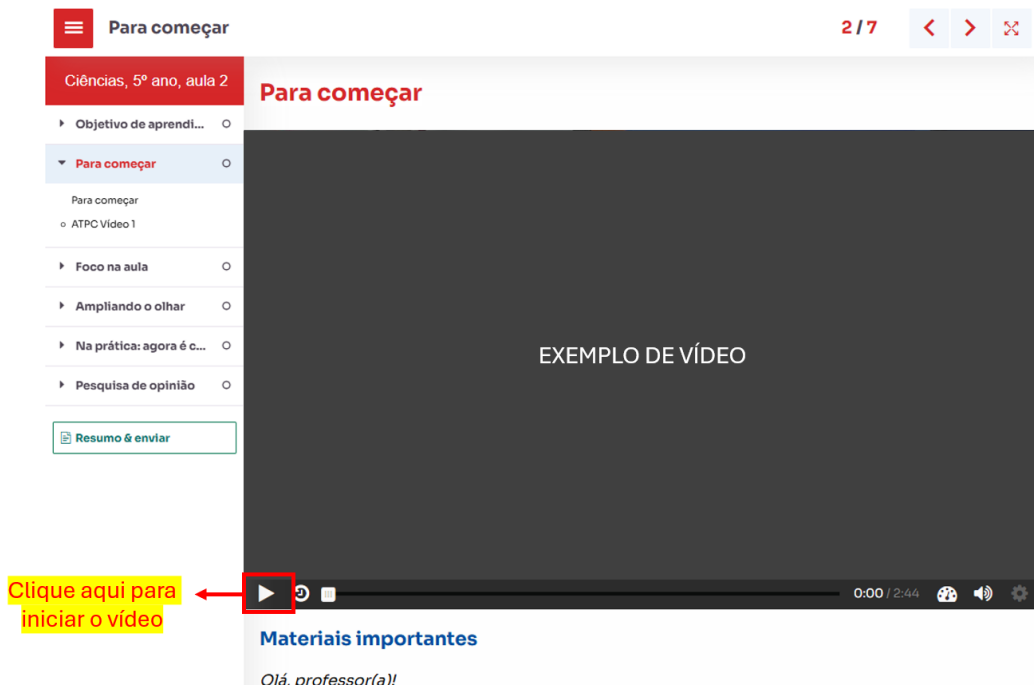 Para começar
2 / 7
Ciências, 5º ano, aula 2
Objetivo de aprendi...
Para começar
Para começar
ATPC Vídeo 1
Foco na aula
Ampliando o olhar
Na prática: agora é c...
Pesquisa de opinião
Resumo & enviar
Para começar
EXEMPLO DE VÍDEO
Clique aqui para
iniciar o vídeo
0:00 / 2:44
Materiais importantes
Olá, professor(a)!